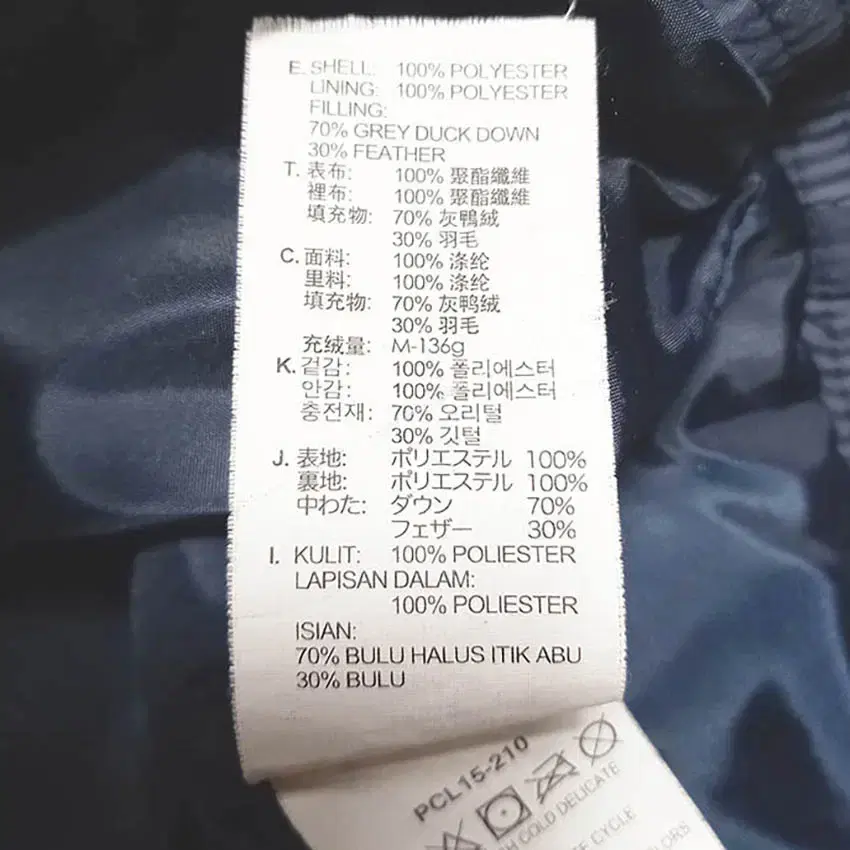 E. SHELL: 100% POLYESTER
LINING: 100% POLYESTER
FILLING:
70% GREY DUCK DOWN
30% FEATHER
T. 表布: 100% 聚酯纖維
裡布: 100% 聚酯纖維
填充物: 70% 灰鴨絨
30% 羽毛
C. 面料: 100% 涤纶
里料: 100% 涤纶
填充物: 70% 灰鸭绒
30% 羽毛
充绒量: M-136g
K. 겉감: 100% 폴리에스터
안감: 100% 폴리에스터
충전재: 70% 오리털
30% 깃털
J. 表地: ポリエステル 100%
裏地: ポリエステル 100%
中わた: ダウン 70%
フェザー 30%
I. KULIT: 100% POLIESTER
LAPISAN DALAM:
100% POLIESTER
ISIAN:
70% BULU HALUS ITIK ABU
30% BULU
PCL15-210
COLD DELICATE
CYCLE